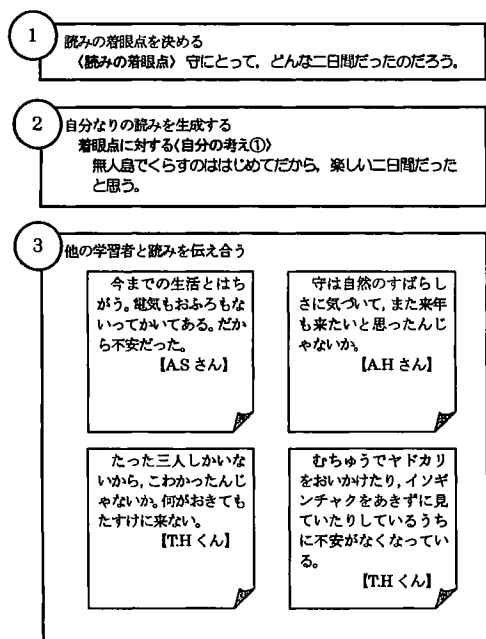 1
読みの着眼点を決める
〈読みの着眼点〉 守にとって，どんな二日間だったのだろう。
2
自分なりの読みを生成する
着眼点に対する〈自分の考え①〉
無人島でくらすのははじめてだから，楽しい二日間だった
と思う。
3
他の学習者と読みを伝え合う
今までの生活とはち
がう。電気もおふろもな
いってかいてある。だか
ら不安だった。
【A.S さん】
守は自然のすばらし
さに気づいて，また来年
も来たいと思ったんじ
ゃないか。
【A.H さん】
たった三人しかいな
いから，こわかったんじ
ゃないか。何がおきても
たすけに来ない。
【T.H くん】
むちゅうでヤドカリ
をおいかけたり，イソギ
ンチャクをあきずに見
ていたりしているうち
に不安がなくなってい
る。
【T.H くん】